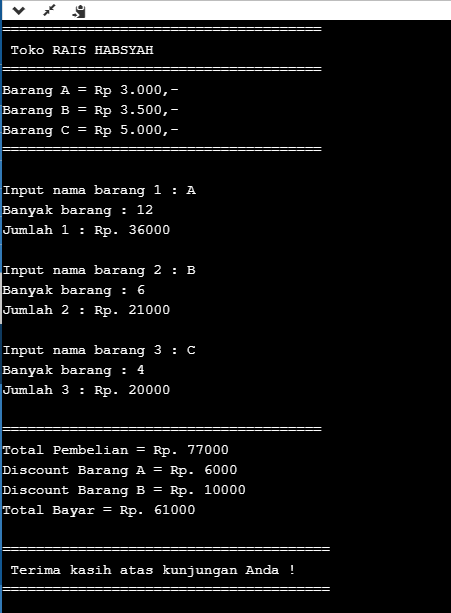 ======================================
Toko RAIS HABSYAH
======================================
Barang A = Rp 3.000,-
Barang B = Rp 3.500,-
Barang C = Rp 5.000,-
======================================
Input nama barang 1 : A
Banyak barang : 12
Jumlah 1 : Rp. 36000
Input nama barang 2 : B
Banyak barang : 6
Jumlah 2 : Rp. 21000
Input nama barang 3 : C
Banyak barang : 4
Jumlah 3 : Rp. 20000
======================================
Total Pembelian = Rp. 77000
Discount Barang A = Rp. 6000
Discount Barang B = Rp. 10000
Total Bayar = Rp. 61000
=======================================
Terima kasih atas kunjungan Anda !
=======================================